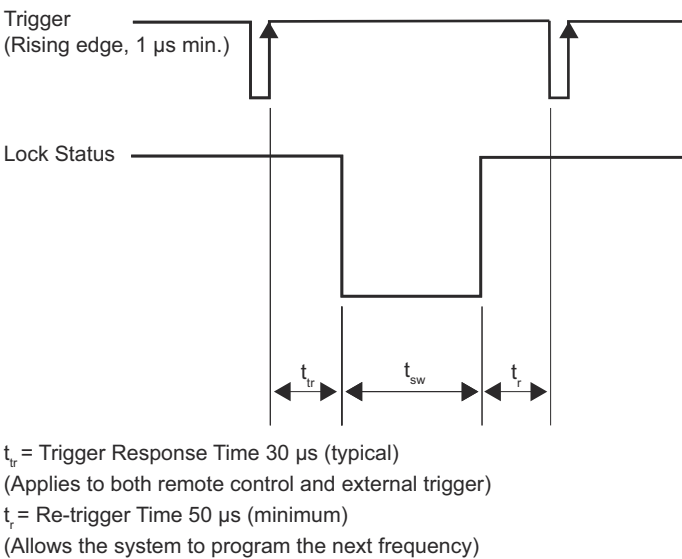 Trigger
(Rising edge, 1 µs min.)
Lock Status
t_tr t_sw t_r
t_tr = Trigger Response Time 30 µs (typical)
(Applies to both remote control and external trigger)
t_r = Re-trigger Time 50 µs (minimum)
(Allows the system to program the next frequency)